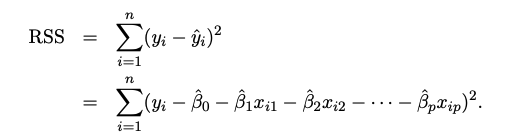 RSS = $\sum_{i=1}^{n} (y_i - \hat{y}_i)^2$
= $\sum_{i=1}^{n} (y_i - \hat{\beta}_0 - \hat{\beta}_1 x_{i1} - \hat{\beta}_2 x_{i2} - \cdots - \hat{\beta}_p x_{ip})^2.$